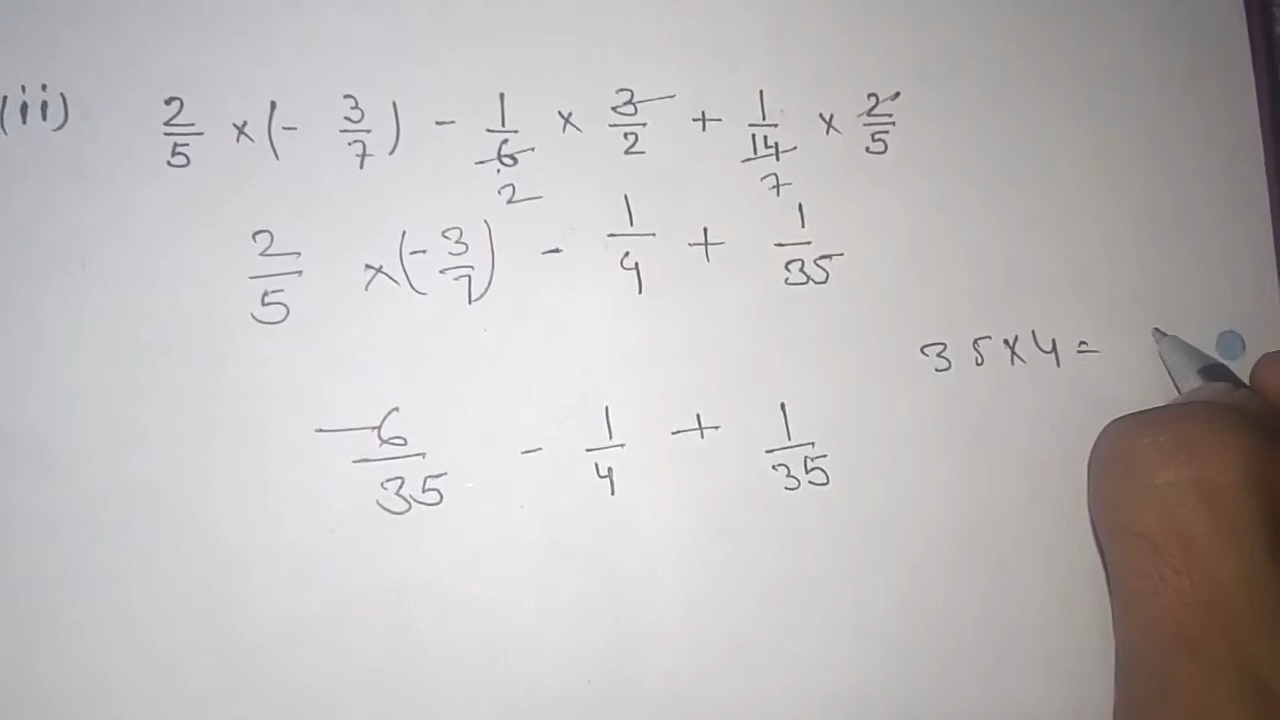 (ii) 2/5 × (- 3/7) - 1/6 × 3/2 + 1/14 × 2/5
2 7
2/5 × (-3/7) - 1/4 + 1/35
35×4=
-6/35 - 1/4 + 1/35